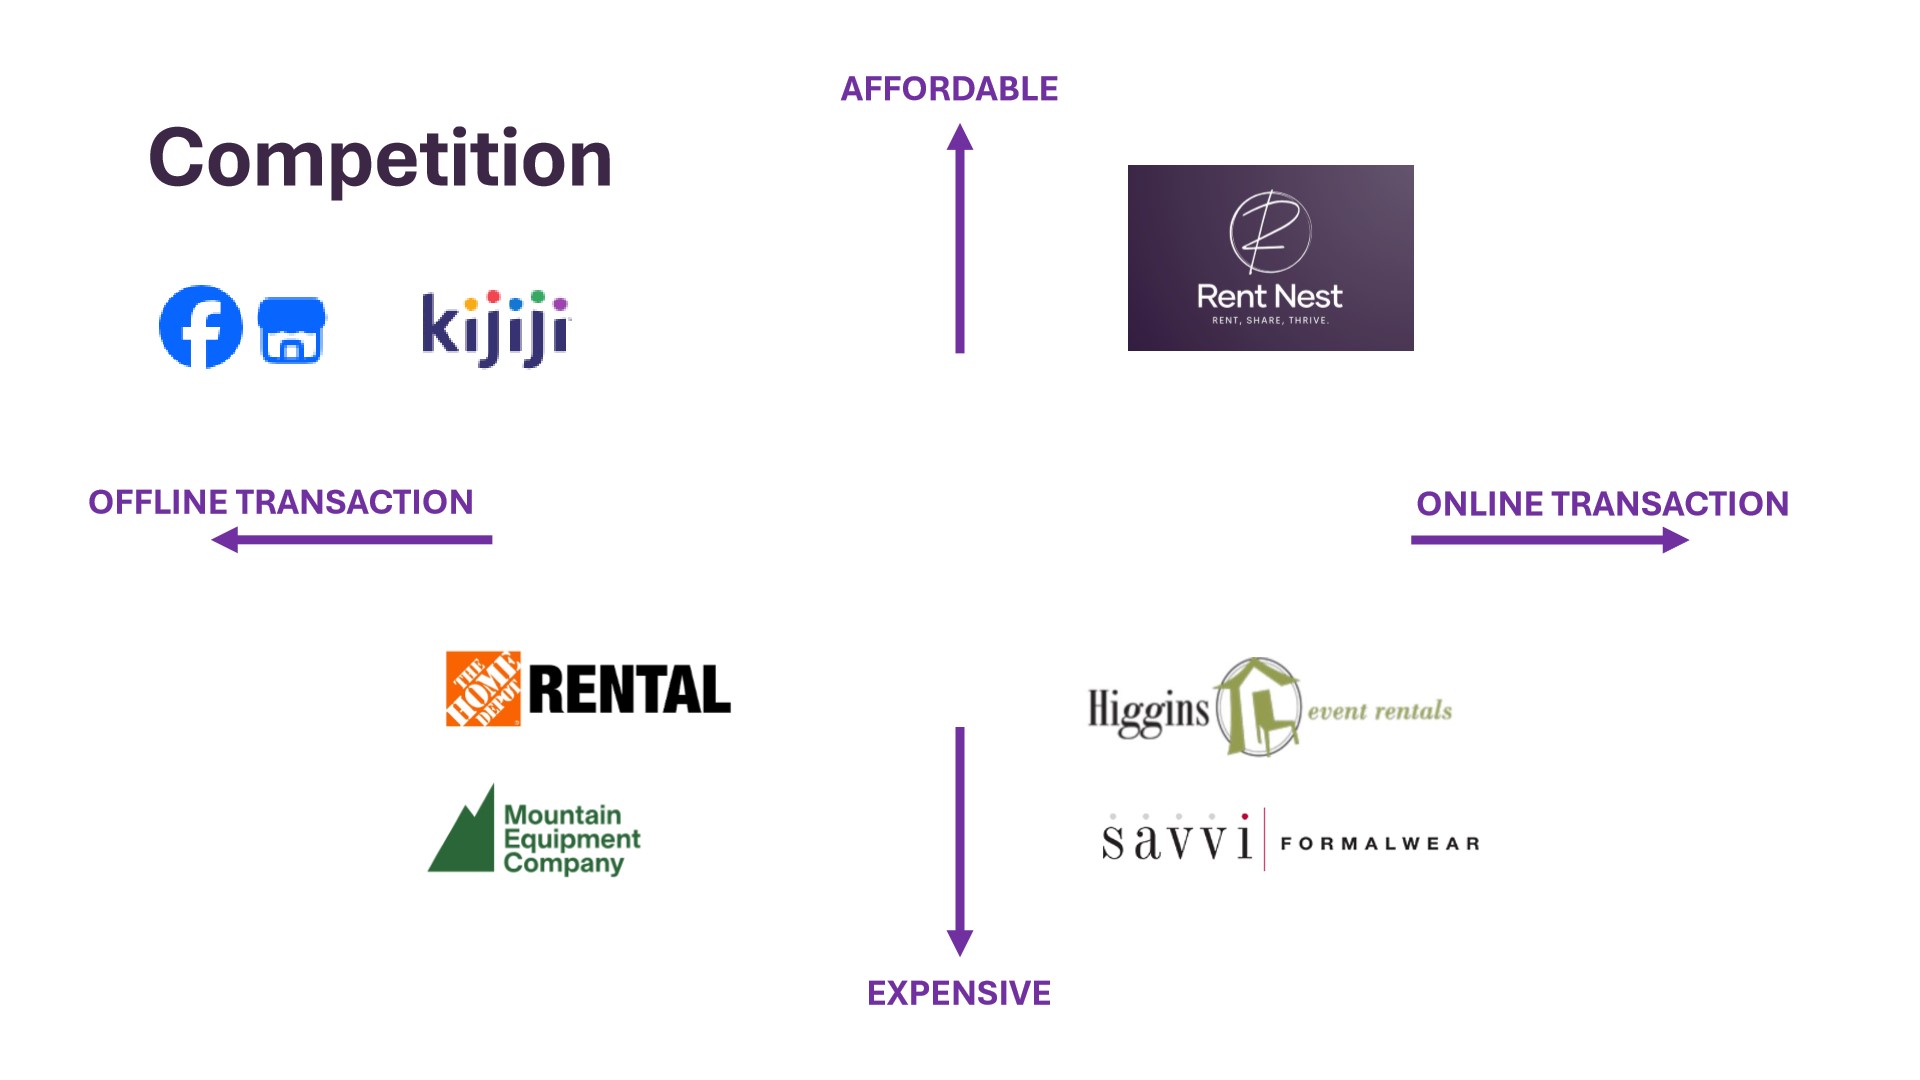 AFFORDABLE
Competition
Rent Nest
RENT, SHARE, THRIVE.
kijiji
OFFLINE TRANSACTION
ONLINE TRANSACTION
THE
HOME
DEPOT
RENTAL
Higgins event rentals
Mountain
Equipment
Company
savvi FORMALWEAR
EXPENSIVE